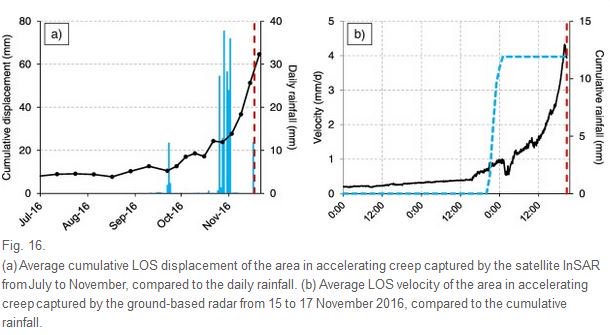 a)
Cumulative displacement (mm)
80
60
40
20
0
Daily rainfall (mm)
40
30
20
10
0
Jul-16
Aug-16
Sep-16
Oct-16
Nov-16
b)
Velocity (mm/d)
5
4
3
2
1
0
Cumulative rainfall (mm)
15
10
5
0
0:00
12:00
0:00
12:00
0:00
12:00
Fig. 16.
(a) Average cumulative LOS displacement of the area in accelerating creep captured by the satellite InSAR
from July to November, compared to the daily rainfall. (b) Average LOS velocity of the area in accelerating
creep captured by the ground-based radar from 15 to 17 November 2016, compared to the cumulative
rainfall.